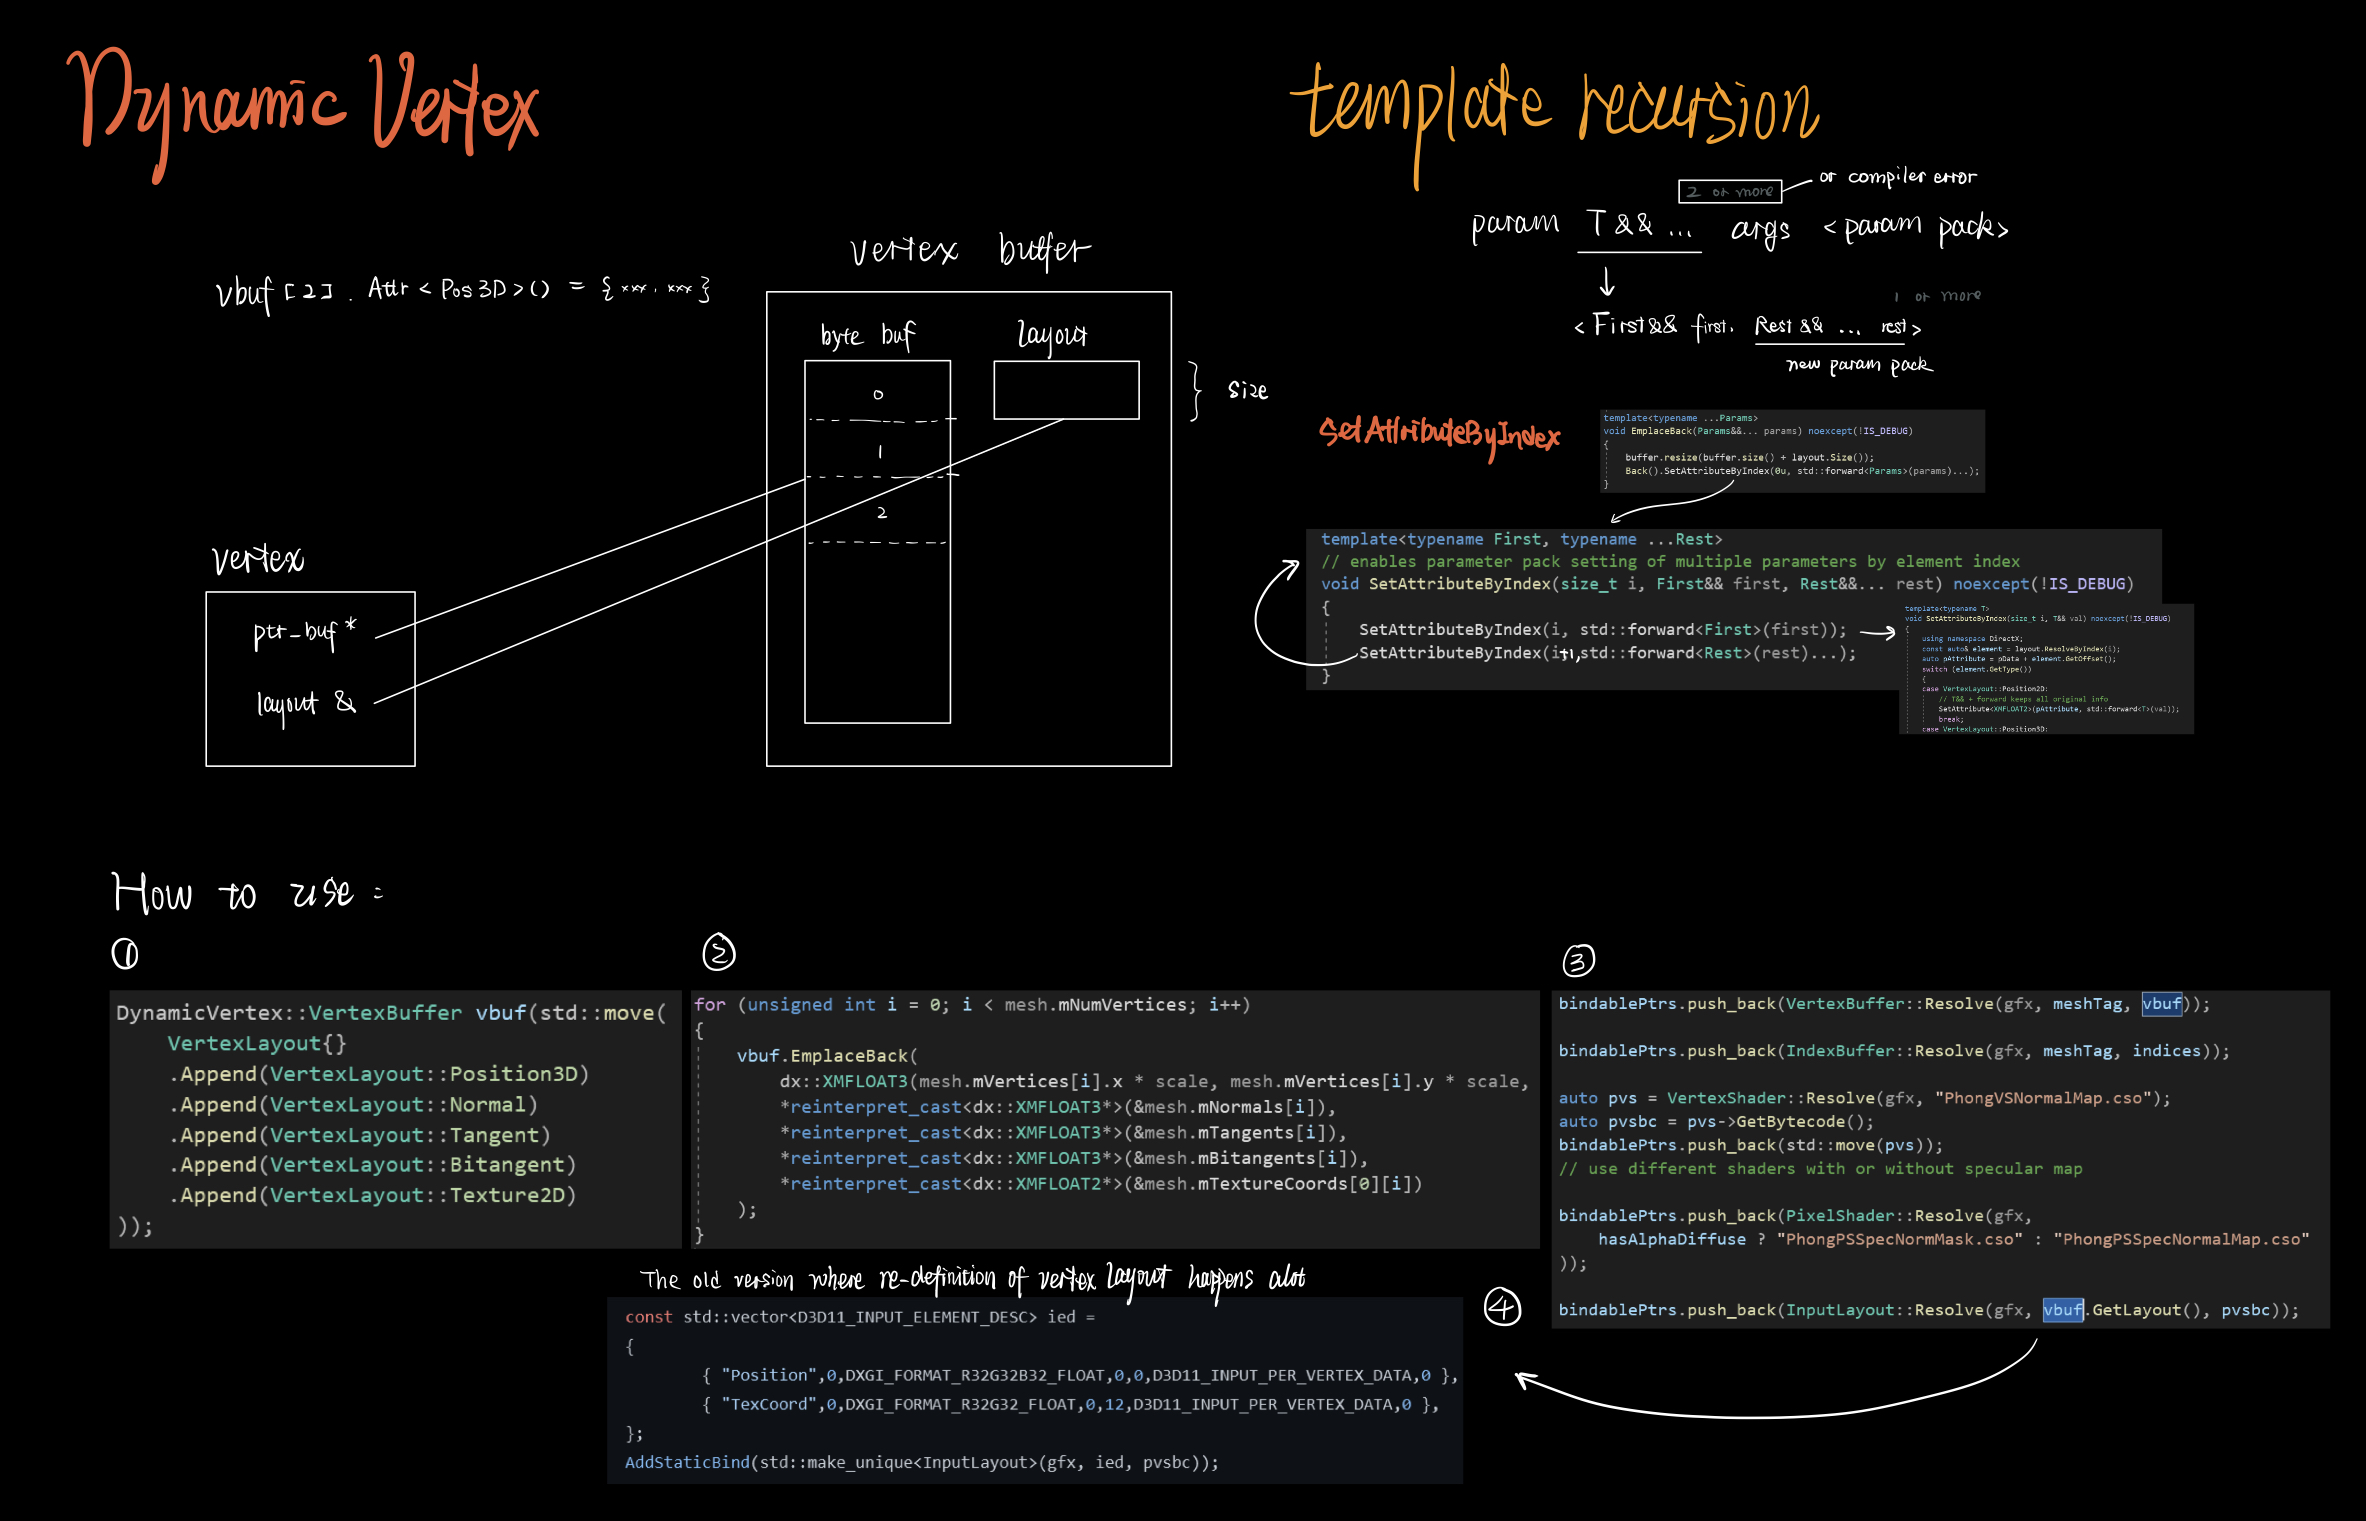 Dynamic Vertex
vbuf[2].Attr<Pos3D>() = {xxx, xxx}
vertex buffer
byte buf
layout
0
1
2
size
vertex
ptr_buf*
layout &
template recursion
2 or more
or compiler error
param T&&... args <param pack>
1 or more
<First&& first, Rest&& ... rest>
new param pack
SetAttributeByIndex
template<typename ...Params>
void EmplaceBack(Params&&... params) noexcept(!IS_DEBUG)
{
buffer.resize(buffer.size() + layout.Size());
Back().SetAttributeByIndex(0u, std::forward<Params>(params)...);
}
template<typename First, typename ...Rest>
// enables parameter pack setting of multiple parameters by element index
void SetAttributeByIndex(size_t i, First&& first, Rest&&... rest) noexcept(!IS_DEBUG)
{
SetAttributeByIndex(i, std::forward<First>(first));
SetAttributeByIndex(i+1,std::forward<Rest>(rest)...);
}
template<typename T>
void SetAttributeByIndex(size_t i, T&& val) noexcept(!IS_DEBUG)
{
using namespace DirectX;
const auto& element = layout.ResolveByIndex(i);
auto pAttribute = pData + element.GetOffset();
switch (element.GetType())
{
case VertexLayout::Position2D:
// T&& + forward keeps all original info
SetAttribute<XMFLOAT2>(pAttribute, std::forward<T>(val));
break;
case VertexLayout::Position3D:
How to use:
①
DynamicVertex::VertexBuffer vbuf(std::move(
VertexLayout{}
.Append(VertexLayout::Position3D)
.Append(VertexLayout::Normal)
.Append(VertexLayout::Tangent)
.Append(VertexLayout::Bitangent)
.Append(VertexLayout::Texture2D)
));
②
for (unsigned int i = 0; i < mesh.mNumVertices; i++)
{
vbuf.EmplaceBack(
dx::XMFLOAT3(mesh.mVertices[i].x * scale, mesh.mVertices[i].y * scale,
*reinterpret_cast<dx::XMFLOAT3*>(&mesh.mNormals[i]),
*reinterpret_cast<dx::XMFLOAT3*>(&mesh.mTangents[i]),
*reinterpret_cast<dx::XMFLOAT3*>(&mesh.mBitangents[i]),
*reinterpret_cast<dx::XMFLOAT2*>(&mesh.mTextureCoords[0][i])
);
}
③
bindablePtrs.push_back(VertexBuffer::Resolve(gfx, meshTag, vbuf));
bindablePtrs.push_back(IndexBuffer::Resolve(gfx, meshTag, indices));
auto pvs = VertexShader::Resolve(gfx, "PhongVSNormalMap.cso");
auto pvsbc = pvs->GetBytecode();
bindablePtrs.push_back(std::move(pvs));
// use different shaders with or without specular map
bindablePtrs.push_back(PixelShader::Resolve(gfx,
hasAlphaDiffuse ? "PhongPSSpecNormMask.cso" : "PhongPSSpecNormalMap.cso"
));
bindablePtrs.push_back(InputLayout::Resolve(gfx, vbuf.GetLayout(), pvsbc));
The old version where re-definition of vertex layout happens alot
④
const std::vector<D3D11_INPUT_ELEMENT_DESC> ied =
{
{ "Position",0,DXGI_FORMAT_R32G32B32_FLOAT,0,0,D3D11_INPUT_PER_VERTEX_DATA,0 },
{ "TexCoord",0,DXGI_FORMAT_R32G32_FLOAT,0,12,D3D11_INPUT_PER_VERTEX_DATA,0 },
};
AddStaticBind(std::make_unique<InputLayout>(gfx, ied, pvsbc));